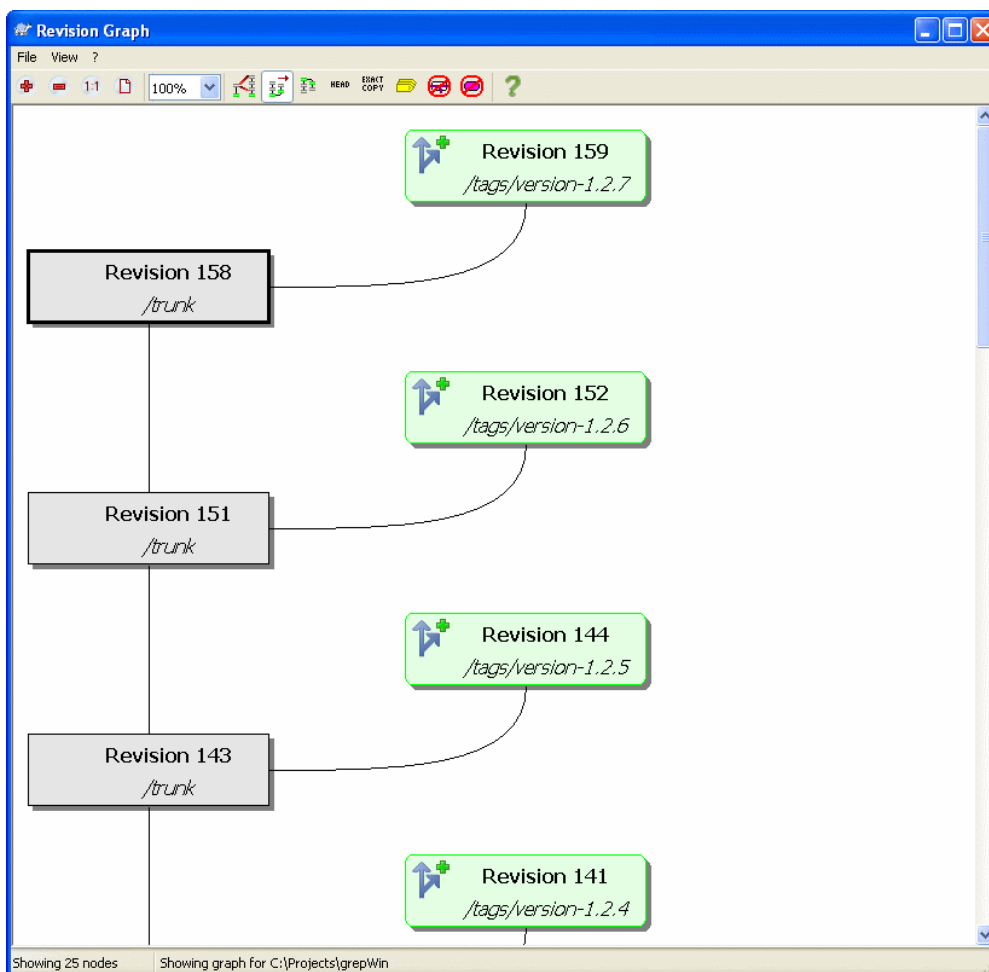 Revision Graph
File View ?
1:1 100% HEAD EXACT COPY ?
Revision 159
/tags/version-1.2.7
Revision 158
/trunk
Revision 152
/tags/version-1.2.6
Revision 151
/trunk
Revision 144
/tags/version-1.2.5
Revision 143
/trunk
Revision 141
/tags/version-1.2.4
Showing 25 nodes Showing graph for C:\Projects\grepWin